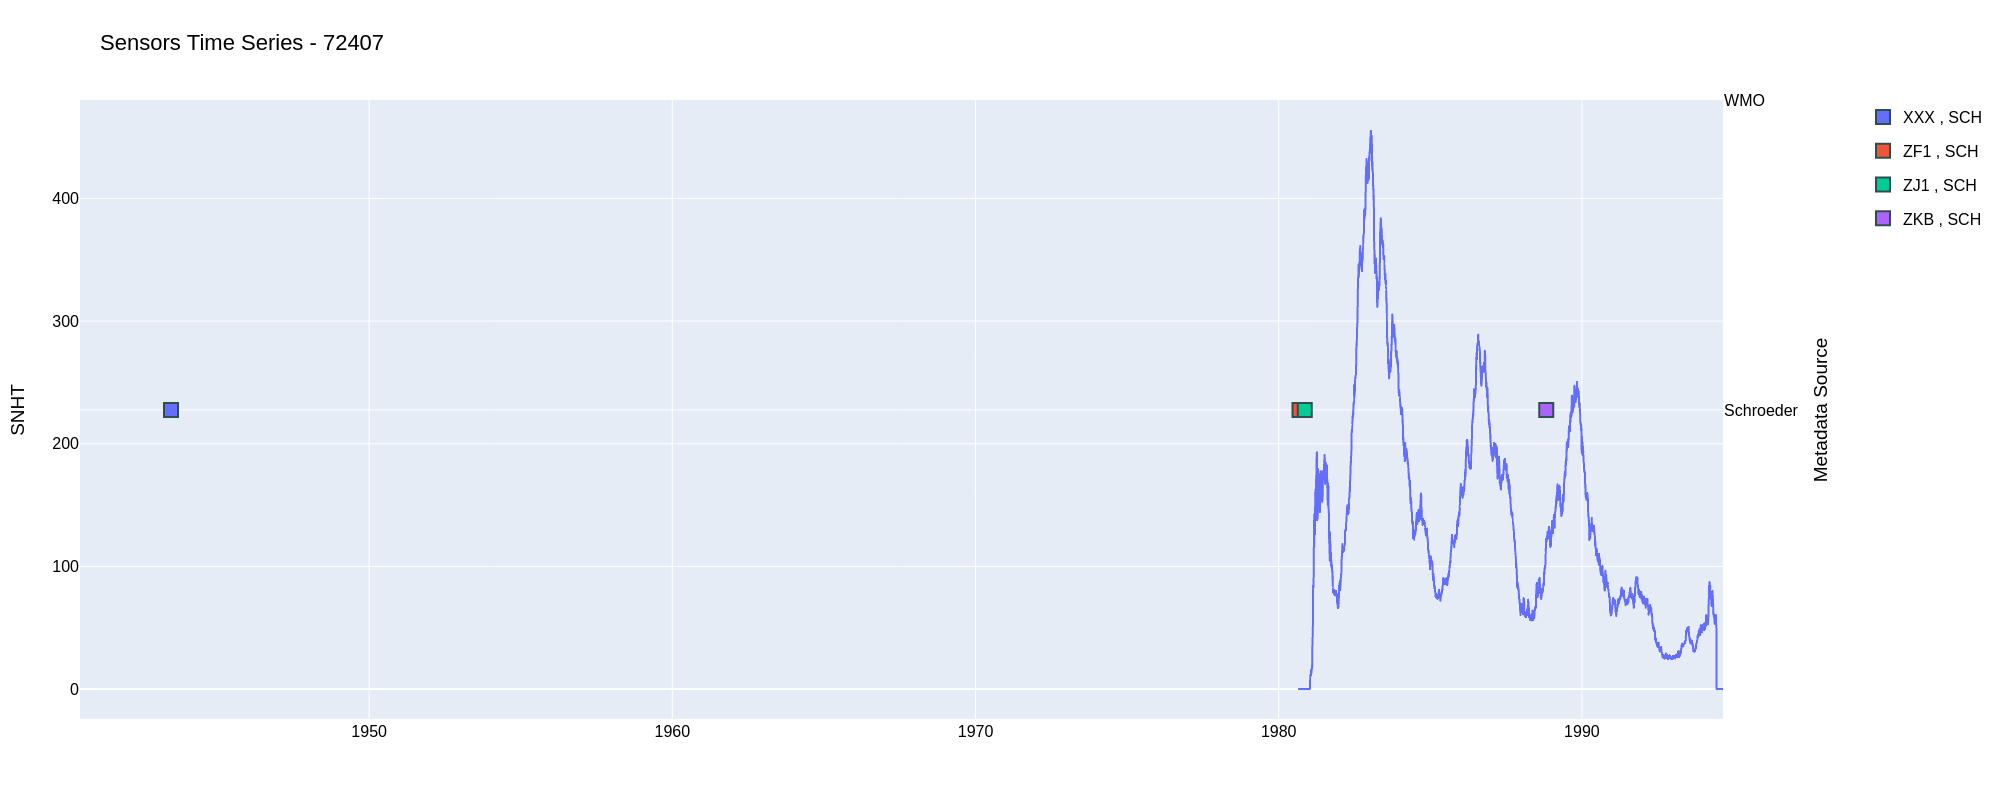 Sensors Time Series - 72407
SNHT
400
300
200
100
0
1950
1960
1970
1980
1990
WMO
Schroeder
Metadata Source
XXX , SCH
ZF1 , SCH
ZJ1 , SCH
ZKB , SCH